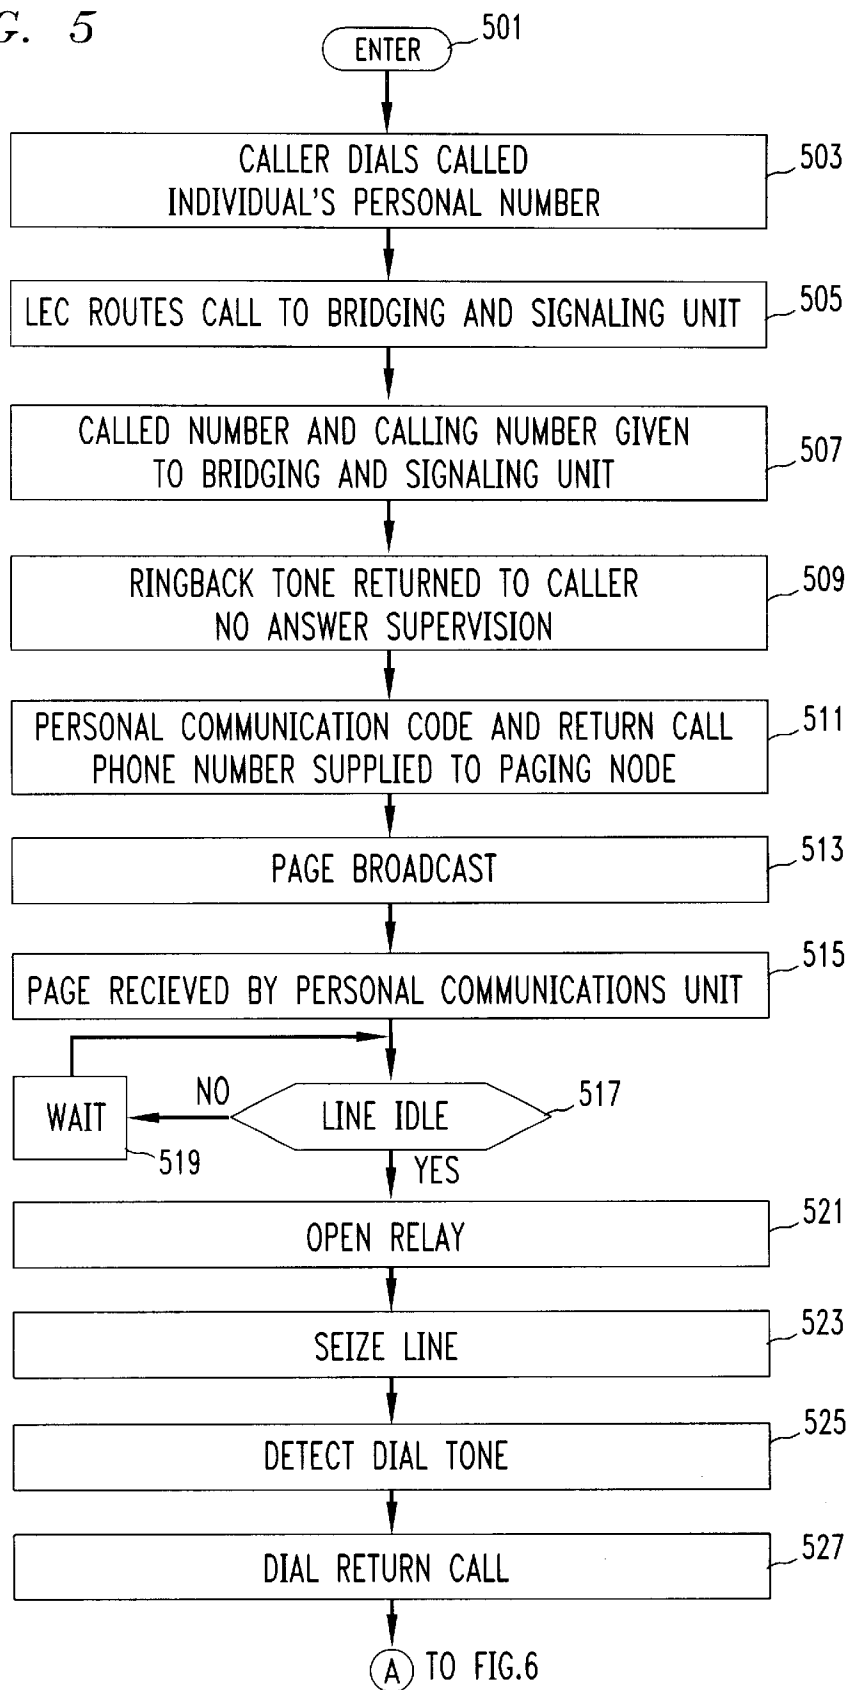 G. 5
ENTER
501
CALLER DIALS CALLED
INDIVIDUAL'S PERSONAL NUMBER
503
LEC ROUTES CALL TO BRIDGING AND SIGNALING UNIT
505
CALLED NUMBER AND CALLING NUMBER GIVEN
TO BRIDGING AND SIGNALING UNIT
507
RINGBACK TONE RETURNED TO CALLER
NO ANSWER SUPERVISION
509
PERSONAL COMMUNICATION CODE AND RETURN CALL
PHONE NUMBER SUPPLIED TO PAGING NODE
511
PAGE BROADCAST
513
PAGE RECIEVED BY PERSONAL COMMUNICATIONS UNIT
515
WAIT
519
NO
LINE IDLE
517
YES
OPEN RELAY
521
SEIZE LINE
523
DETECT DIAL TONE
525
DIAL RETURN CALL
527
A TO FIG.6